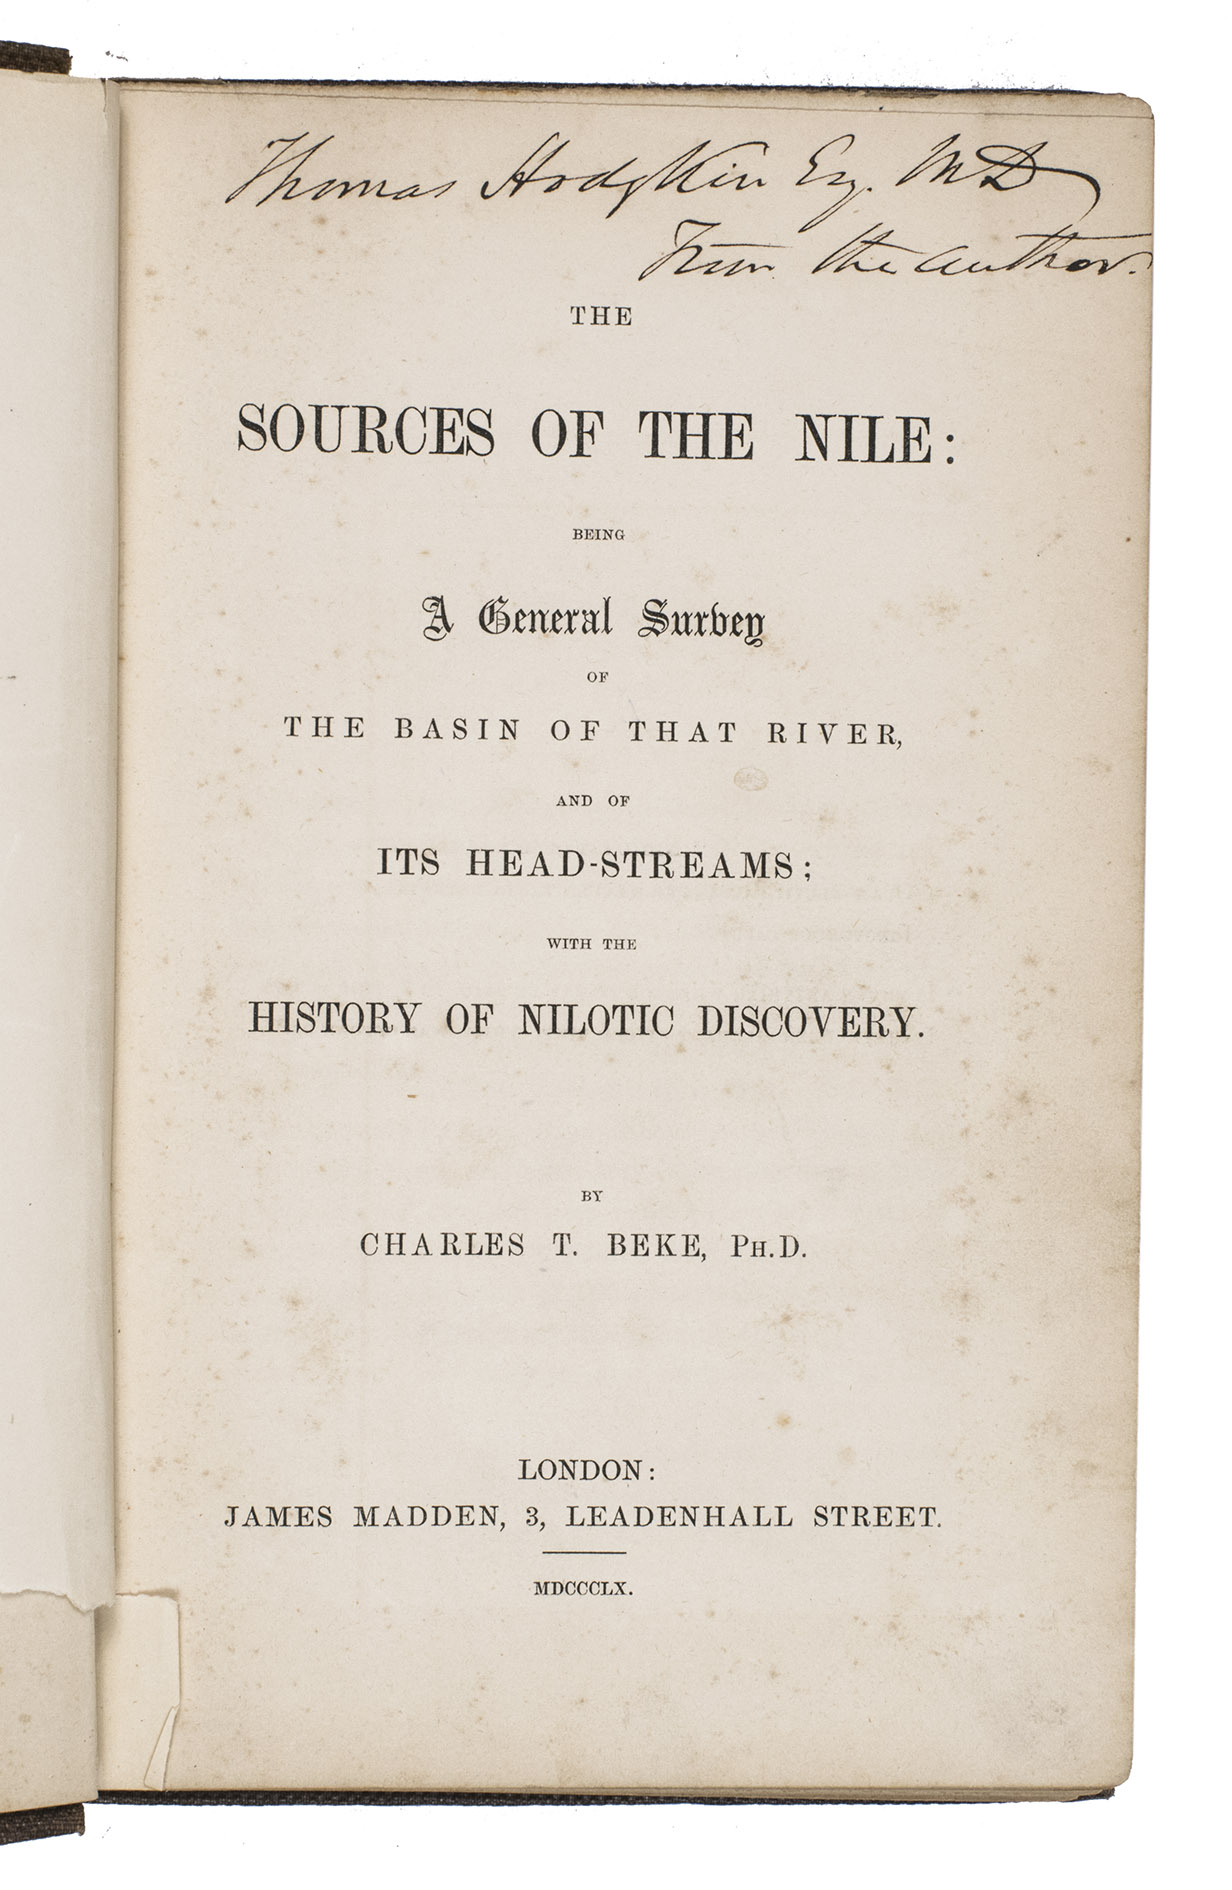 Thomas Hodgkin Esq. MD
From the author.
THE
SOURCES OF THE NILE:
BEING
A General Survey
OF
THE BASIN OF THAT RIVER,
AND OF
ITS HEAD-STREAMS;
WITH THE
HISTORY OF NILOTIC DISCOVERY.
BY
CHARLES T. BEKE, PH.D.
LONDON:
JAMES MADDEN, 3, LEADENHALL STREET.
MDCCCLX.